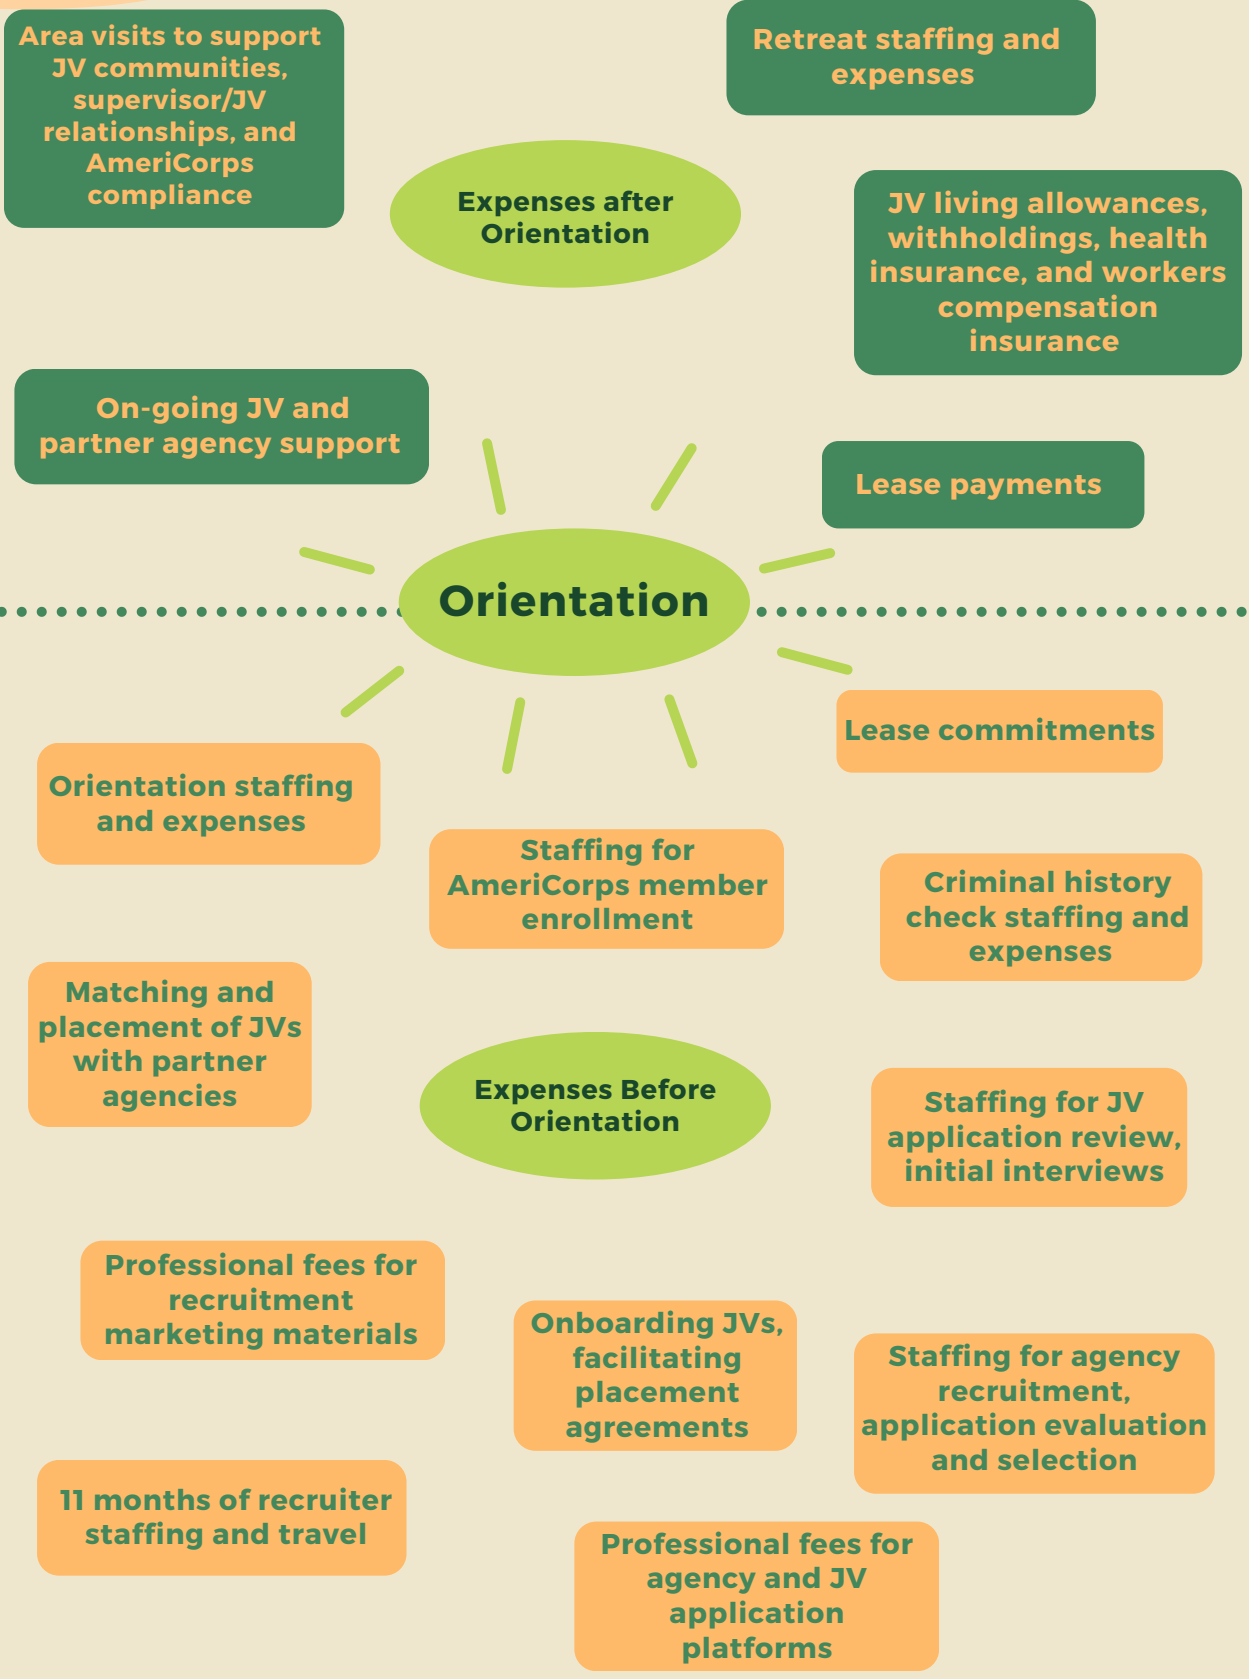 Area visits to support
JV communities,
supervisor/JV
relationships, and
AmeriCorps
compliance
Retreat staffing and
expenses
Expenses after
Orientation
JV living allowances,
withholdings, health
insurance, and workers
compensation
insurance
On-going JV and
partner agency support
Lease payments
Orientation
Lease commitments
Orientation staffing
and expenses
Staffing for
AmeriCorps member
enrollment
Criminal history
check staffing and
expenses
Matching and
placement of JVs
with partner
agencies
Expenses Before
Orientation
Staffing for JV
application review,
initial interviews
Professional fees for
recruitment
marketing materials
Onboarding JVs,
facilitating
placement
agreements
Staffing for agency
recruitment,
application evaluation
and selection
11 months of recruiter
staffing and travel
Professional fees for
agency and JV
application
platforms